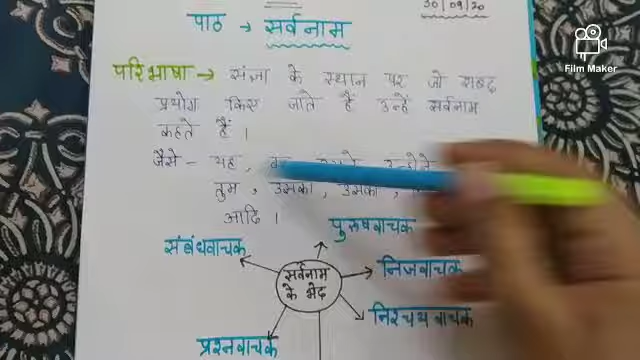 30/09/20
पाठ → सर्वनाम
Film Maker
परिभाषा → संज्ञा के स्थान पर जो शब्द
प्रयोग किए जाते हैं उन्हें सर्वनाम
कहते हैं।
जैसे - यह,
तुम, उसका, उसका,
आदि।
पुरुषवाचक
संबंधवाचक
सर्वनाम
के भेद
निजवाचक
निश्चयवाचक
प्रश्नवाचक